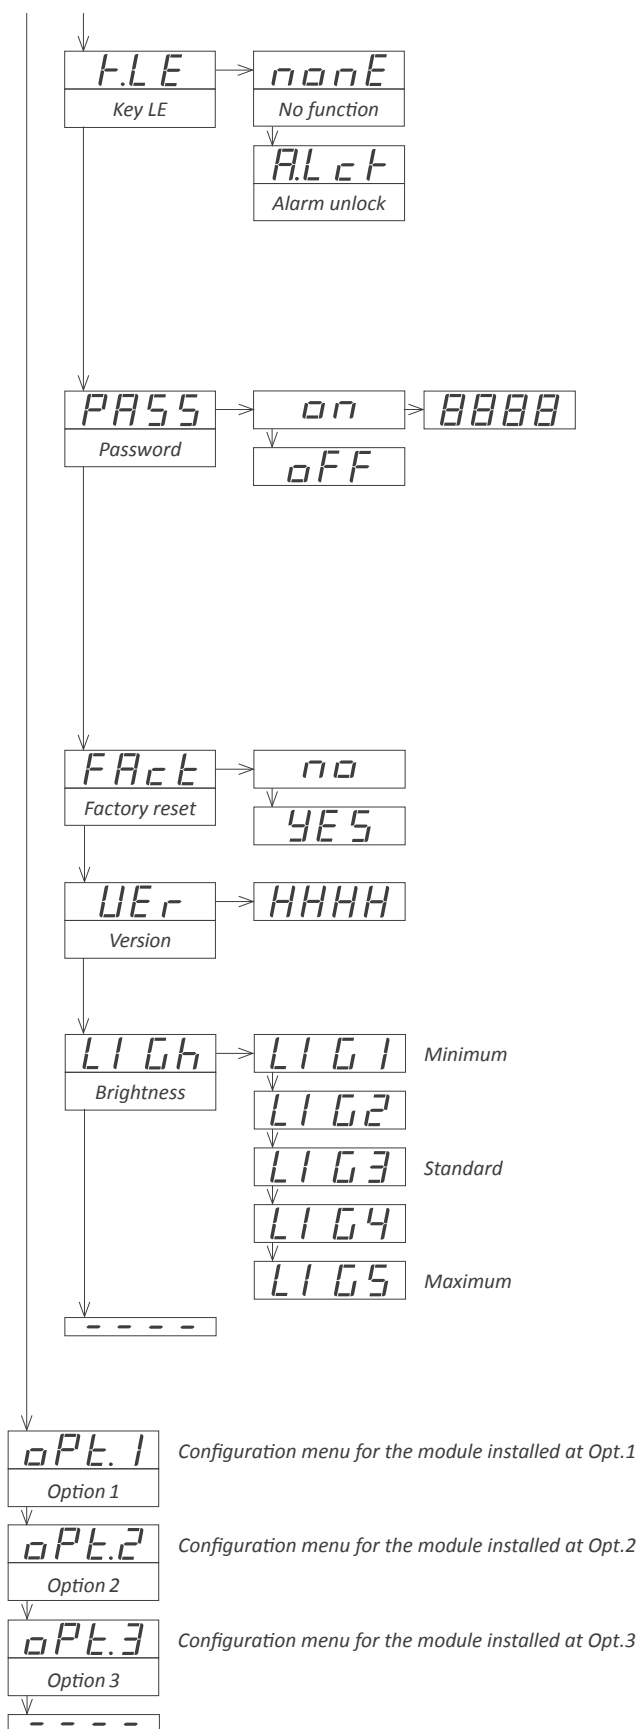 K.LE nonE
Key LE No function
A.Lck
Alarm unlock
PASS on 8888
Password
oFF
FAct no
Factory reset
YES
VEr HHHH
Version
LIGh LIG1 Minimum
Brightness
LIG2
LIG3 Standard
LIG4
LIG5 Maximum
- - - -
oPt.1 Configuration menu for the module installed at Opt.1
Option 1
oPt.2 Configuration menu for the module installed at Opt.2
Option 2
oPt.3 Configuration menu for the module installed at Opt.3
Option 3
- - - -